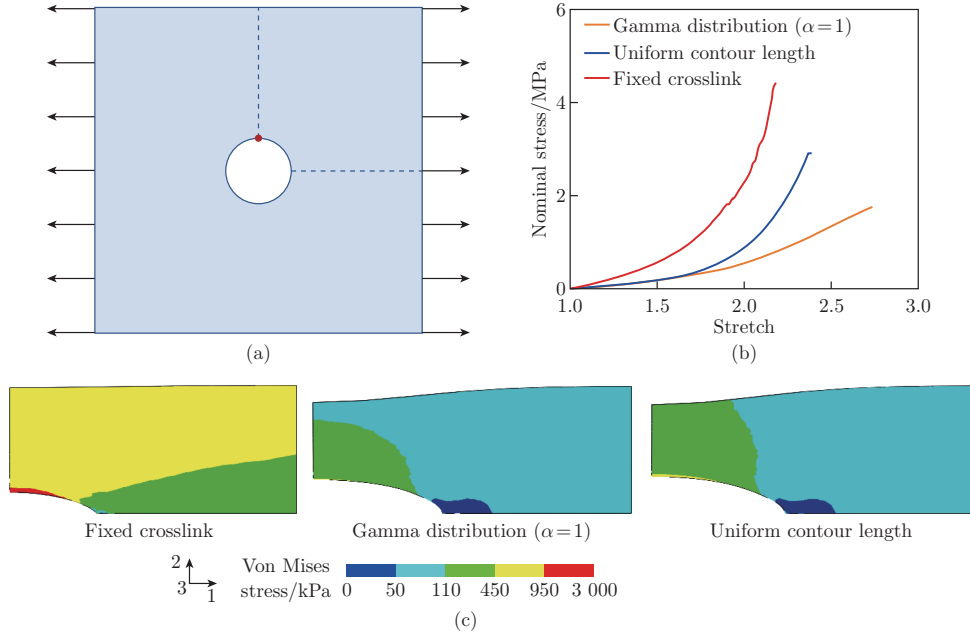 (a)
6
4
2
0
Nominal stress/MPa
Gamma distribution (α=1)
Uniform contour length
Fixed crosslink
1.0 1.5 2.0 2.5 3.0
Stretch
(b)
Fixed crosslink
Gamma distribution (α=1)
Uniform contour length
2
3
1
Von Mises
stress/kPa
0 50 110 450 950 3 000
(c)